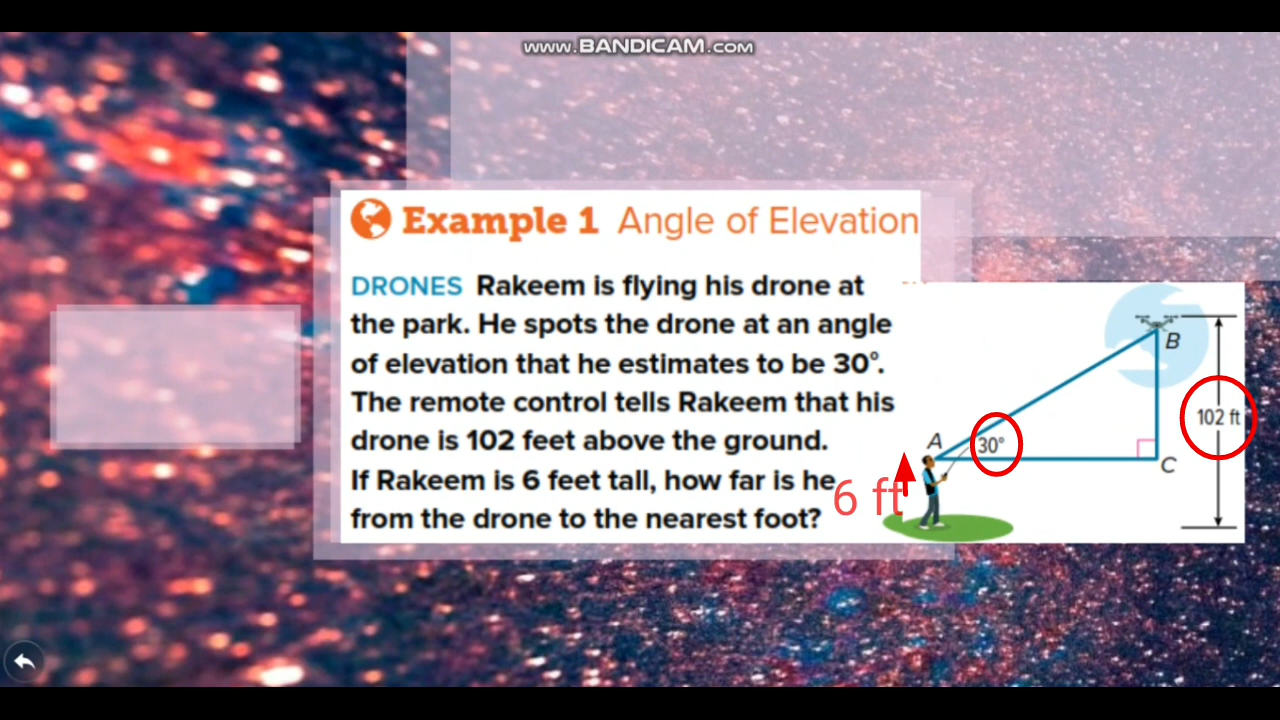 www.BANDICAM.com
Example 1 Angle of Elevation
DRONES Rakeem is flying his drone at
the park. He spots the drone at an angle
of elevation that he estimates to be 30°.
The remote control tells Rakeem that his
drone is 102 feet above the ground.
If Rakeem is 6 feet tall, how far is he
from the drone to the nearest foot?
B
102 ft
A
30°
C
6 ft